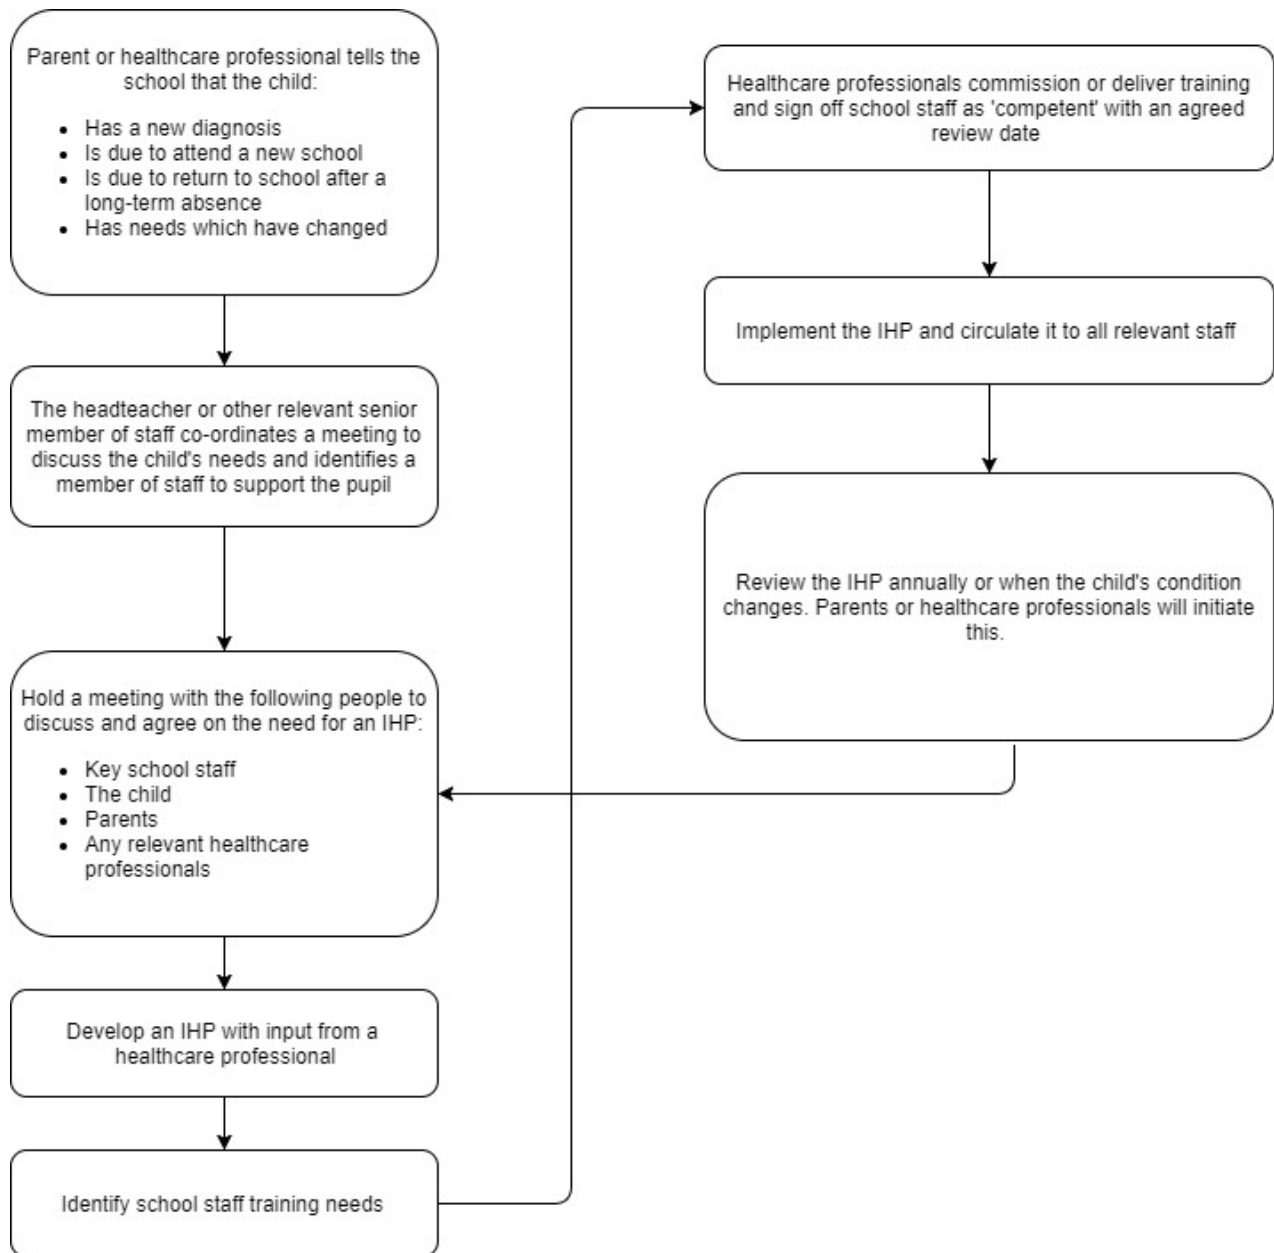 Parent or healthcare professional tells the
school that the child:
• Has a new diagnosis
• Is due to attend a new school
• Is due to return to school after a
long-term absence
• Has needs which have changed
The headteacher or other relevant senior
member of staff co-ordinates a meeting to
discuss the child's needs and identifies a
member of staff to support the pupil
Hold a meeting with the following people to
discuss and agree on the need for an IHP:
• Key school staff
• The child
• Parents
• Any relevant healthcare
professionals
Develop an IHP with input from a
healthcare professional
Identify school staff training needs
Healthcare professionals commission or deliver training
and sign off school staff as 'competent' with an agreed
review date
Implement the IHP and circulate it to all relevant staff
Review the IHP annually or when the child's condition
changes. Parents or healthcare professionals will initiate
this.